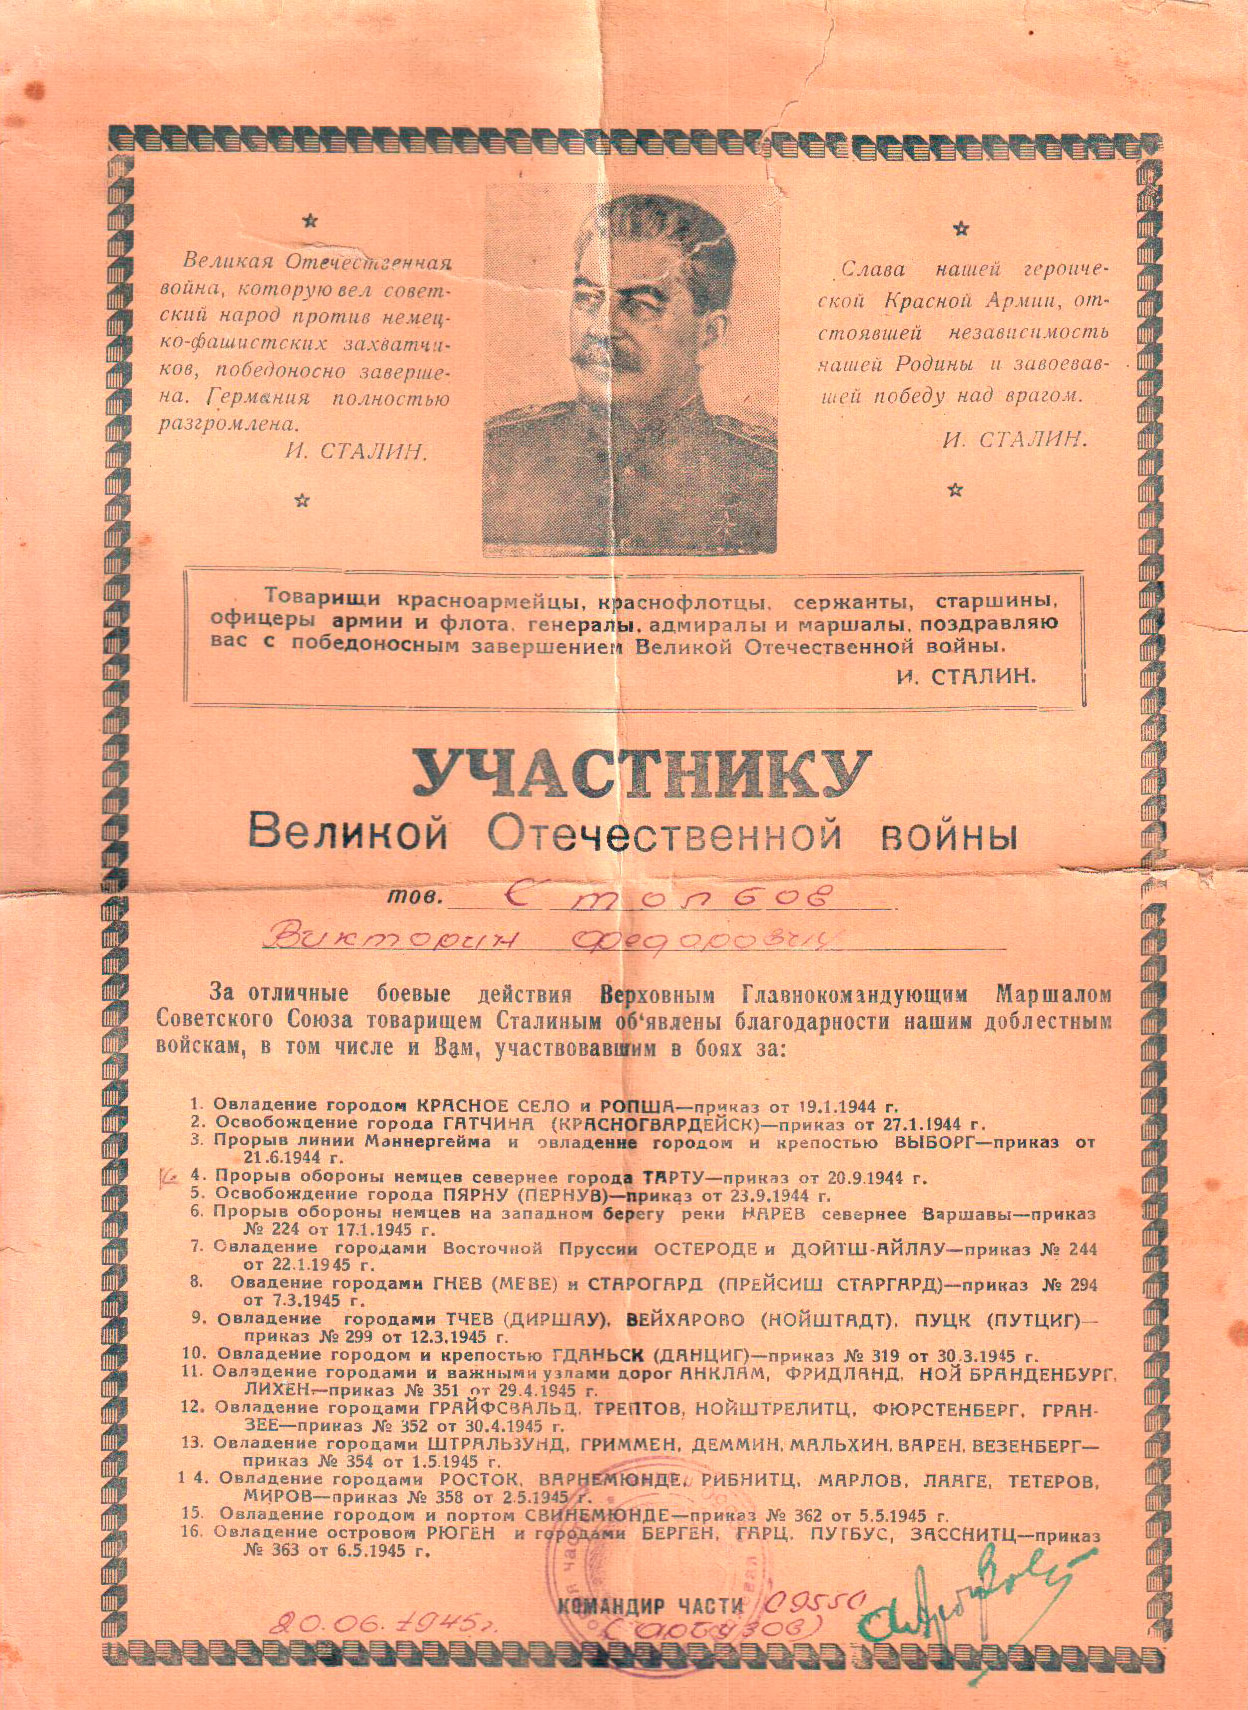 Великая Отечественная
война, которую вел совет-
ский народ против немец-
ко-фашистских захватчи-
ков, победоносно заверше-
на. Германия полностью
разгромлена.
И. СТАЛИН.
Слава нашей героиче-
ской Красной Армии, от-
стоявшей независимость
нашей Родины и завоевав-
шей победу над врагом.
И. СТАЛИН.
Товарищи красноармейцы, краснофлотцы, сержанты, старшины,
офицеры армии и флота, генералы, адмиралы и маршалы, поздравляю
вас с победоносным завершением Великой Отечественной войны.
И. СТАЛИН.
УЧАСТНИКУ
Великой Отечественной войны
тов. Столбов
Викторин Федорович
За отличные боевые действия Верховным Главнокомандующим Маршалом
Советского Союза товарищем Сталиным об‘явлены благодарности нашим доблестным
войскам, в том числе и Вам, участвовавшим в боях за:
1. Овладение городом КРАСНОЕ СЕЛО и РОПША—приказ от 19.1.1944 г.
2. Освобождение города ГАТЧИНА (КРАСНОГВАРДЕЙСК)—приказ от 27.1.1944 г.
3. Прорыв линии Маннергейма и овладение городом и крепостью ВЫБОРГ—приказ от
21.6.1944 г.
4. Прорыв обороны немцев севернее города ТАРТУ—приказ от 20.9.1944 г.
5. Освобождение города ПЯРНУ (ПЕРНУВ)—приказ от 23.9.1944 г.
6. Прорыв обороны немцев на западном берегу реки НАРЕВ севернее Варшавы—приказ
№ 224 от 17.1.1945 г.
7. Овладение городами Восточной Пруссии ОСТЕРОДЕ и ДОЙТШ-АЙЛАУ—приказ № 244
от 22.1.1945 г.
8. Овадение городами ГНЕВ (МЕВЕ) и СТАРОГАРД (ПРЕЙСИШ СТАРГАРД)—приказ № 294
от 7.3.1945 г.
9. Овладение городами ТЧЕВ (ДИРШАУ), ВЕЙХАРОВО (НОЙШТАДТ), ПУЦК (ПУТЦИГ)—
приказ № 299 от 12.3.1945 г.
10. Овладение городом и крепостью ГДАНЬСК (ДАНЦИГ)—приказ № 319 от 30.3.1945 г.
11. Овладение городами и важными узлами дорог АНКЛАМ, ФРИДЛАНД, НОЙ БРАНДЕНБУРГ,
ЛИХЕН—приказ № 351 от 29.4.1945 г.
12. Овладение городами ГРАЙФСВАЛЬД, ТРЕПТОВ, НОЙШТРЕЛИТЦ, ФЮРСТЕНБЕРГ, ГРАН-
ЗЕЕ—приказ № 352 от 30.4.1945 г.
13. Овладение городами ШТРАЛЬЗУНД, ГРИММЕН, ДЕММИН, МАЛЬХИН, ВАРЕН, ВЕЗЕНБЕРГ—
приказ № 354 от 1.5.1945 г.
14. Овладение городами РОСТОК, ВАРНЕМЮНДЕ, РИБНИТЦ, МАРЛОВ, ЛААГЕ, ТЕТЕРОВ,
МИРОВ—приказ № 358 от 2.5.1945 г.
15. Овладение городом и портом СВИНЕМЮНДЕ—приказ № 362 от 5.5.1945 г.
16. Овладение островом РЮГЕН и городами БЕРГЕН, ГАРЦ, ПУТБУС, ЗАССНИТЦ—приказ
№ 363 от 6.5.1945 г.
КОМАНДИР ЧАСТИ 09550
20.06.1945г. (Арбузов)